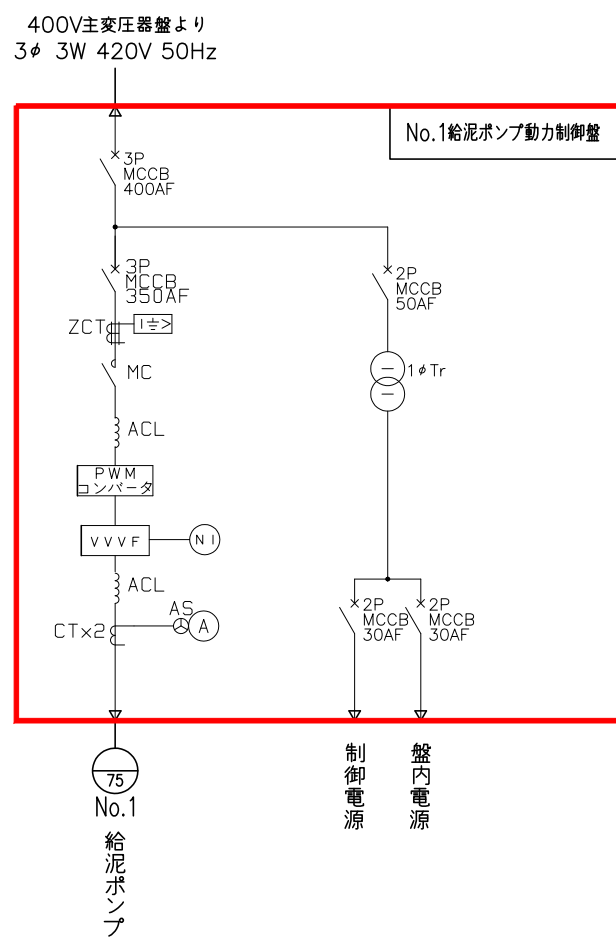 400V主変圧器盤より
3φ 3W 420V 50Hz
No.1給泥ポンプ動力制御盤
3P
MCCB
400AF
3P
MCCB
350AF
2P
MCCB
50AF
ZCT
I
MC
1φTr
ACL
PWM
コンバータ
VVVF
NI
ACL
AS
CTx2
A
2P
MCCB
30AF
2P
MCCB
30AF
75
No.1
給泥ポンプ
制御電源
盤内電源